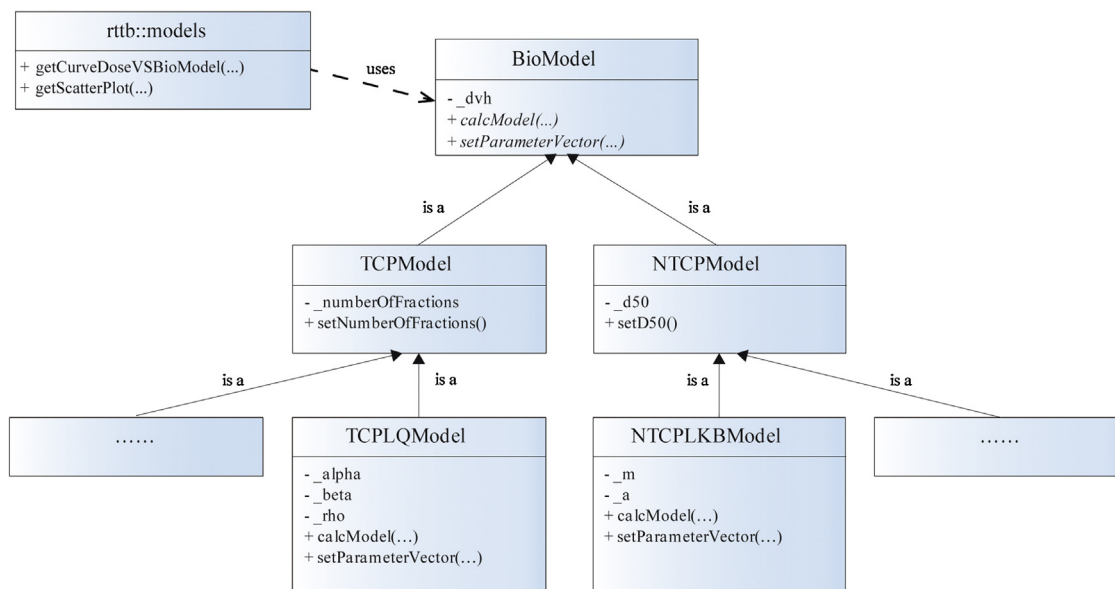 rttb::models
+ getCurveDoseVSBioModel(...)
+ getScatterPlot(...)
uses
BioModel
- _dvh
+ calcModel(...)
+ setParameterVector(...)
is a
is a
TCPModel
- _numberOfFractions
+ setNumberOfFractions()
NTCPModel
- _d50
+ setD50()
is a
is a
is a
is a
......
TCPLQModel
- _alpha
- _beta
- _rho
+ calcModel(...)
+ setParameterVector(...)
NTCPLKBModel
- _m
- _a
+ calcModel(...)
+ setParameterVector(...)
......